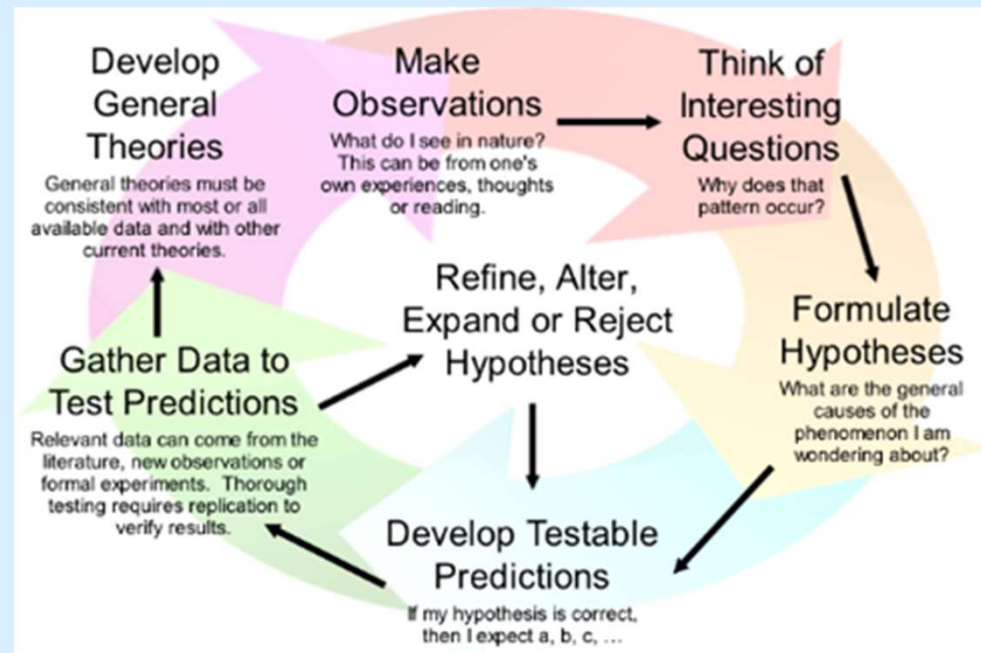 Make
Observations
What do I see in nature?
This can be from one's
own experiences, thoughts
or reading.
Think of
Interesting
Questions
Why does that
pattern occur?
Formulate
Hypotheses
What are the general
causes of the
phenomenon I am
wondering about?
Develop Testable
Predictions
If my hypothesis is correct,
then I expect a, b, c, ...
Gather Data to
Test Predictions
Relevant data can come from the
literature, new observations or
formal experiments. Thorough
testing requires replication to
verify results.
Refine, Alter,
Expand or Reject
Hypotheses
Develop
General
Theories
General theories must be
consistent with most or all
available data and with other
current theories.